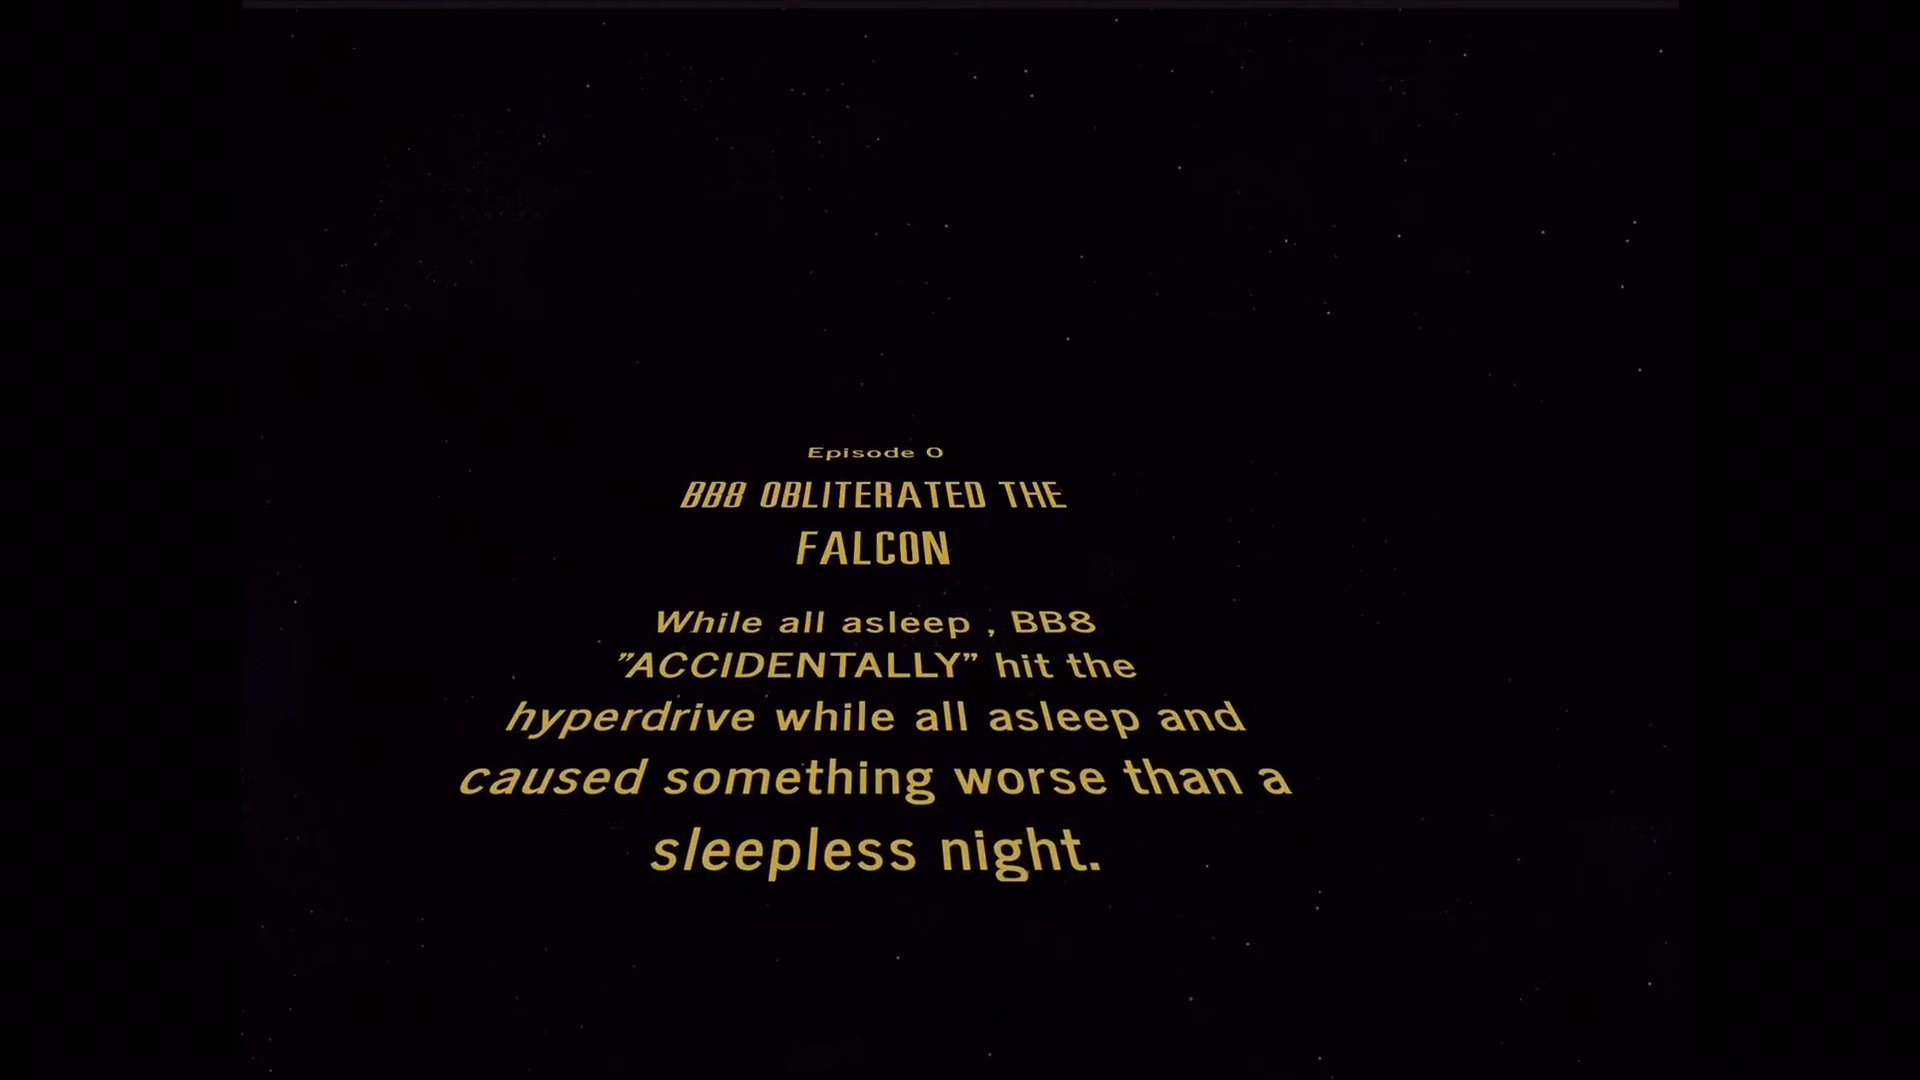 Episode 0
BB8 OBLITERATED THE
FALCON
While all asleep , BB8
"ACCIDENTALLY” hit the
hyperdrive while all asleep and
caused something worse than a
sleepless night.